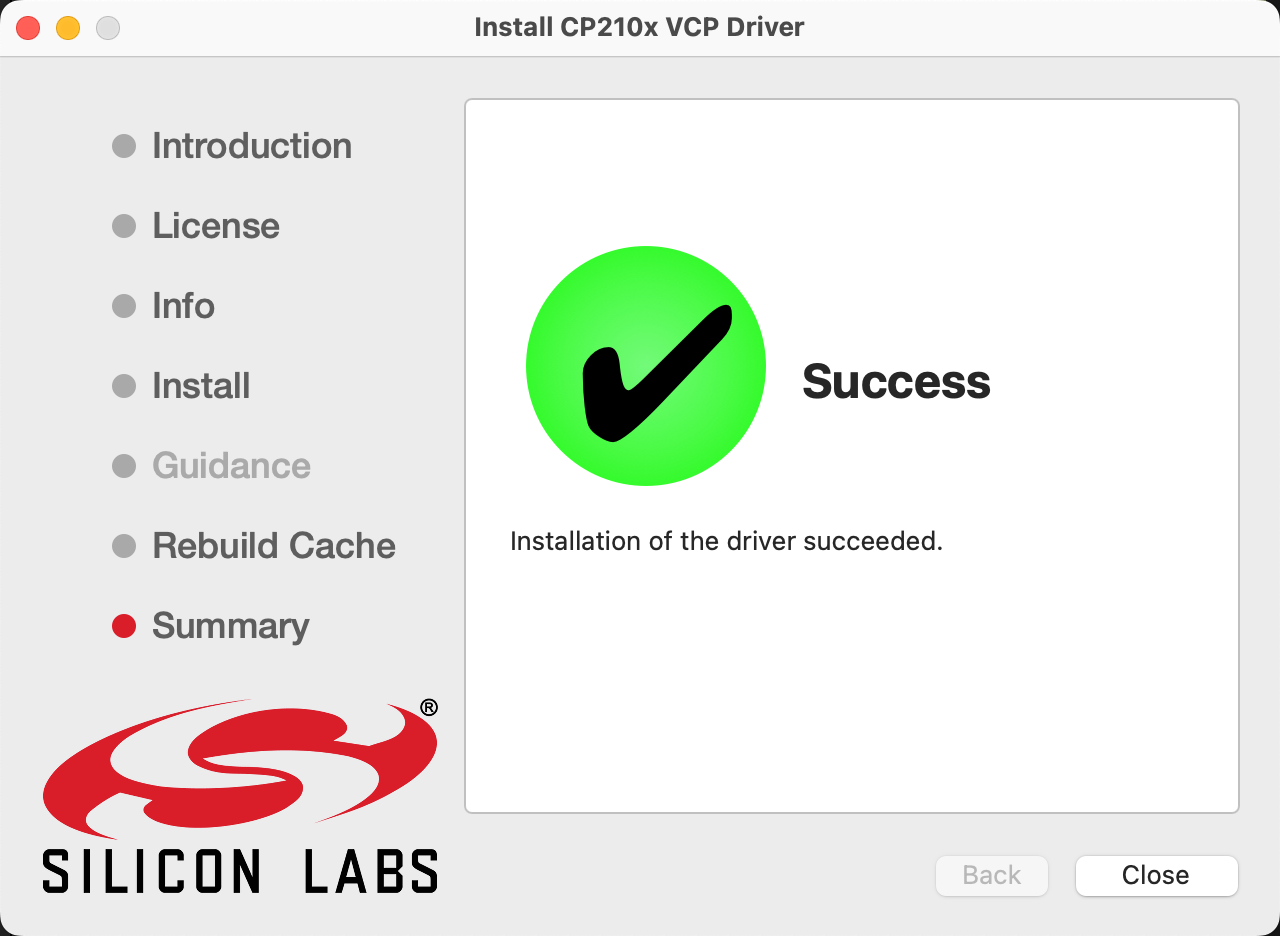 Install CP210x VCP Driver
Introduction
License
Info
Install
Guidance
Rebuild Cache
Summary
®
SILICON LABS
Success
Installation of the driver succeeded.
Back
Close